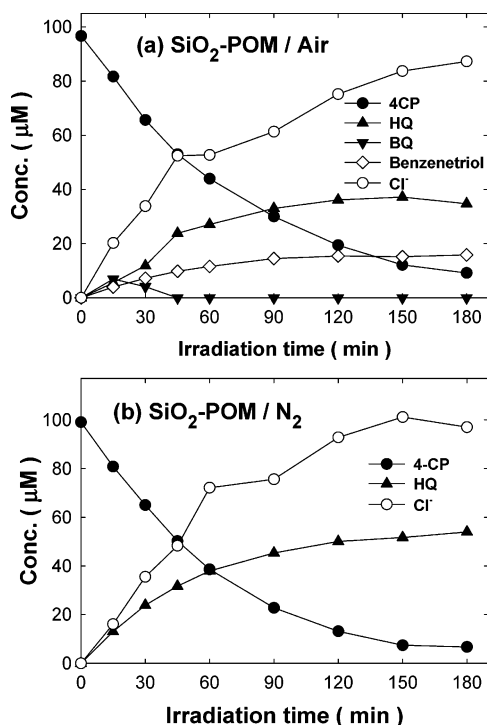 (a) SiO₂-POM / Air
100
80
60
40
20
0
Conc. ( μM )
4CP
HQ
BQ
Benzenetriol
Cl⁻
0 30 60 90 120 150 180
Irradiation time ( min )
(b) SiO₂-POM / N₂
100
80
60
40
20
0
Conc. ( μM )
4-CP
HQ
Cl⁻
0 30 60 90 120 150 180
Irradiation time ( min )